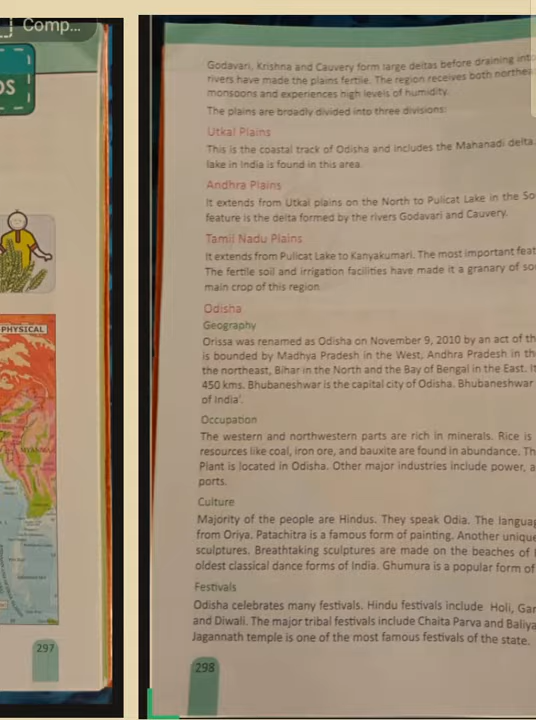 Comp...
DS
PHYSICAL
MYANMAR
297
Godavari, Krishna and Cauvery form large deltas before draining into
rivers have made the plains fertile. The region receives both northea
monsoons and experiences high levels of humidity.
The plains are broadly divided into three divisions:
Utkal Plains
This is the coastal track of Odisha and includes the Mahanadi delta.
lake in India is found in this area.
Andhra Plains
It extends from Utkal plains on the North to Pulicat Lake in the So
feature is the delta formed by the rivers Godavari and Cauvery.
Tamil Nadu Plains
It extends from Pulicat Lake to Kanyakumari. The most important feat
The fertile soil and irrigation facilities have made it a granary of so
main crop of this region.
Odisha
Geography
Orissa was renamed as Odisha on November 9, 2010 by an act of th
is bounded by Madhya Pradesh in the West, Andhra Pradesh in th
the northeast, Bihar in the North and the Bay of Bengal in the East. It
450 kms. Bhubaneshwar is the capital city of Odisha. Bhubaneshwar
of India'.
Occupation
The western and northwestern parts are rich in minerals. Rice is
resources like coal, iron ore, and bauxite are found in abundance. Th
Plant is located in Odisha. Other major industries include power, a
ports.
Culture
Majority of the people are Hindus. They speak Odia. The languag
from Oriya. Patachitra is a famous form of painting. Another unique
sculptures. Breathtaking sculptures are made on the beaches of
oldest classical dance forms of India. Ghumura is a popular form of
Festivals
Odisha celebrates many festivals. Hindu festivals include Holi, Gan
and Diwali. The major tribal festivals include Chaita Parva and Baliya
Jagannath temple is one of the most famous festivals of the state.
298